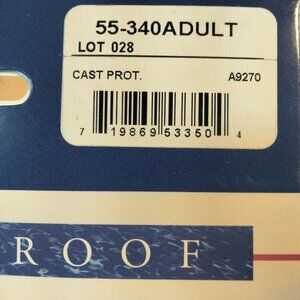 55-340ADULT
LOT 028
CAST PROT. A9270
7 19869 53350 4
ROOF